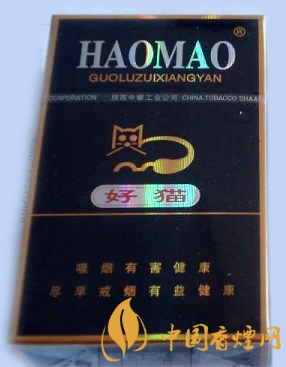 HAOMAO®
GUOLUZUIXIANGYAN
CORPORATION 陕西中烟工业公司 CHINA TOBACCO SHAA
好猫
吸烟有害健康
尽早戒烟有益健康
中国香烟网